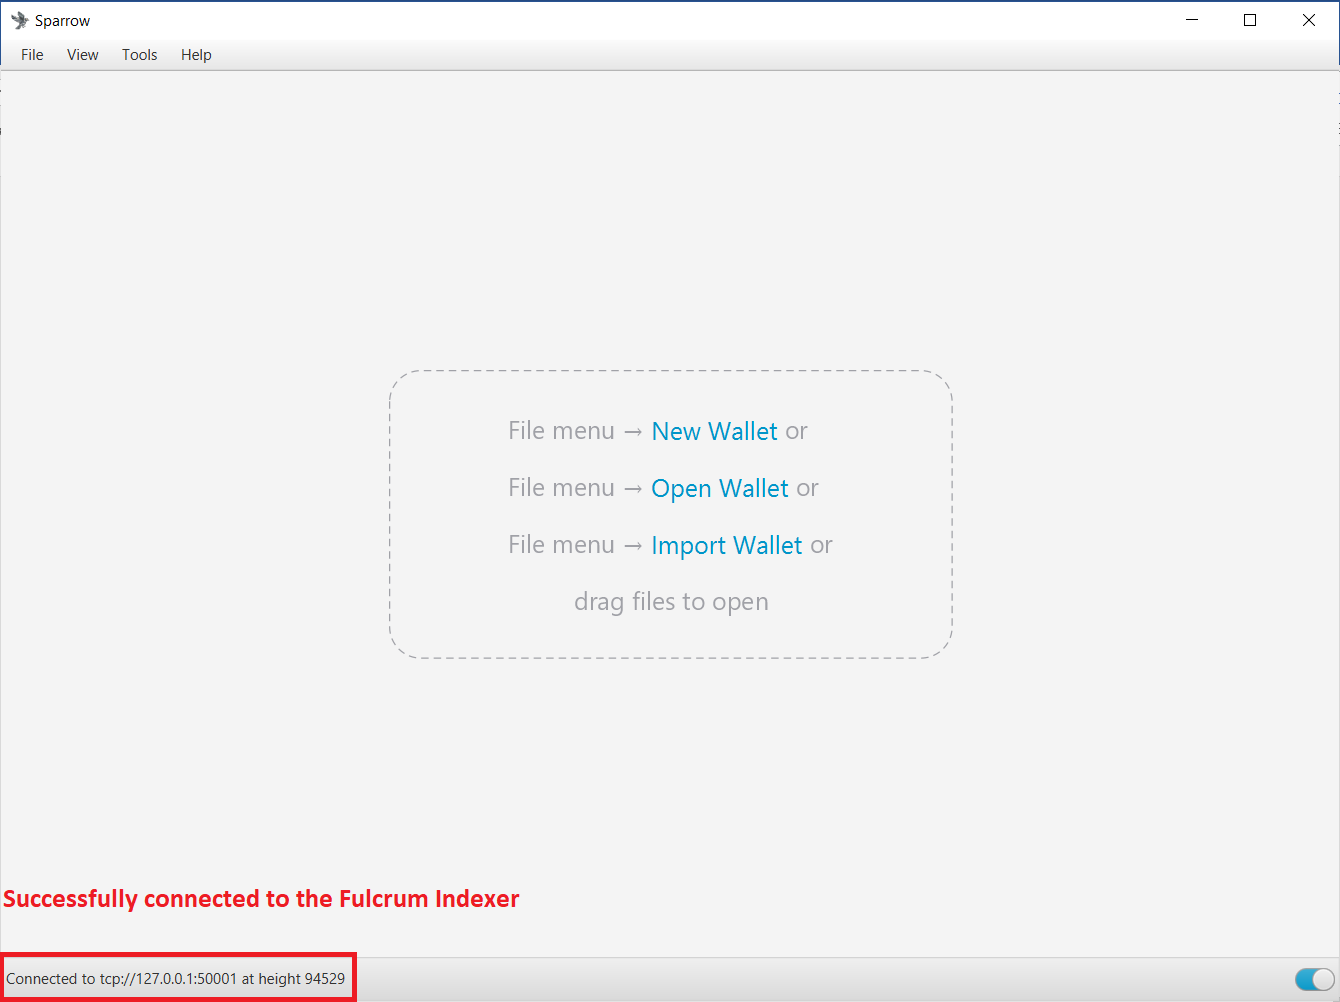 Sparrow
File View Tools Help
File menu → New Wallet or
File menu → Open Wallet or
File menu → Import Wallet or
drag files to open
Successfully connected to the Fulcrum Indexer
Connected to tcp://127.0.0.1:50001 at height 94529